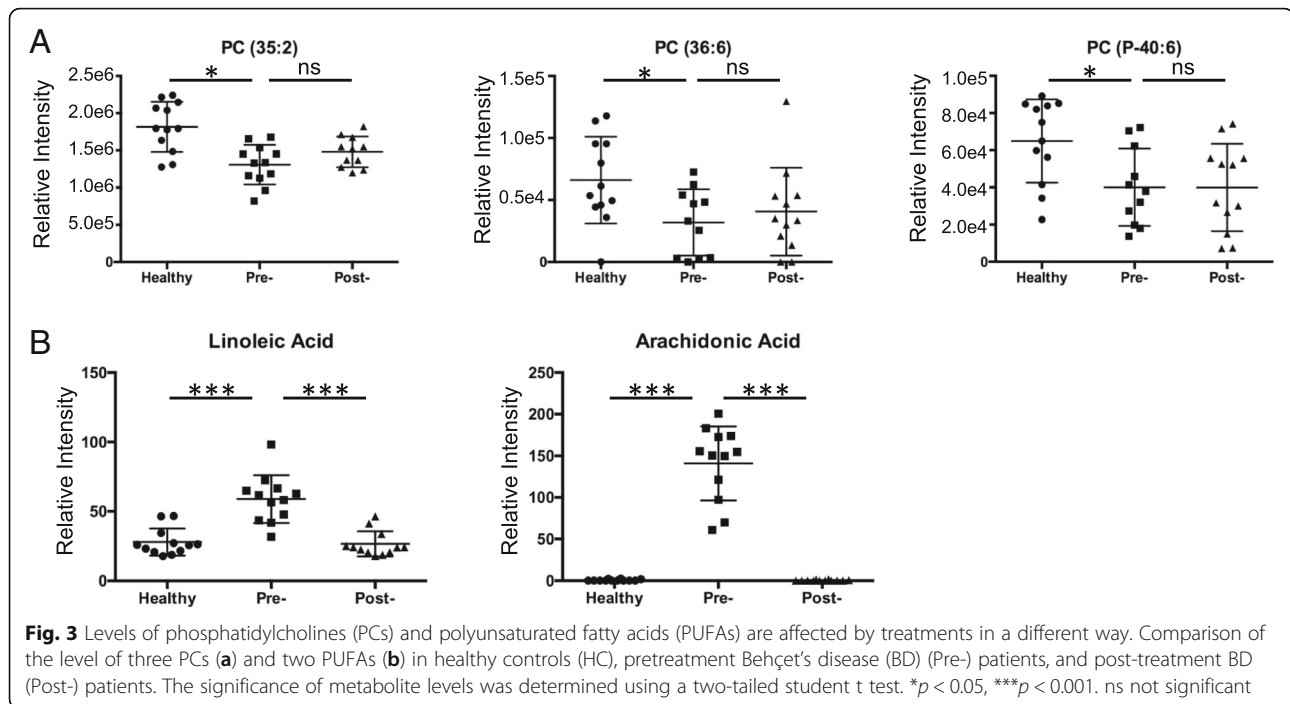 A
PC (35:2)
PC (36:6)
PC (P-40:6)
Relative Intensity
2.5e6
2.0e6
1.5e6
1.0e6
5.0e5
0
* ns
Healthy Pre- Post-
Relative Intensity
1.5e5
1.0e5
0.5e4
0
* ns
Healthy Pre- Post-
Relative Intensity
1.0e5
8.0e4
6.0e4
4.0e4
2.0e4
0
* ns
Healthy Pre- Post-
B
Linoleic Acid
Arachidonic Acid
Relative Intensity
150
100
50
0
*** ***
Healthy Pre- Post-
Relative Intensity
250
200
150
100
50
0
*** ***
Healthy Pre- Post-
Fig. 3 Levels of phosphatidylcholines (PCs) and polyunsaturated fatty acids (PUFAs) are affected by treatments in a different way. Comparison of
the level of three PCs (a) and two PUFAs (b) in healthy controls (HC), pretreatment Behçet's disease (BD) (Pre-) patients, and post-treatment BD
(Post-) patients. The significance of metabolite levels was determined using a two-tailed student t test. *p < 0.05, ***p < 0.001. ns not significant